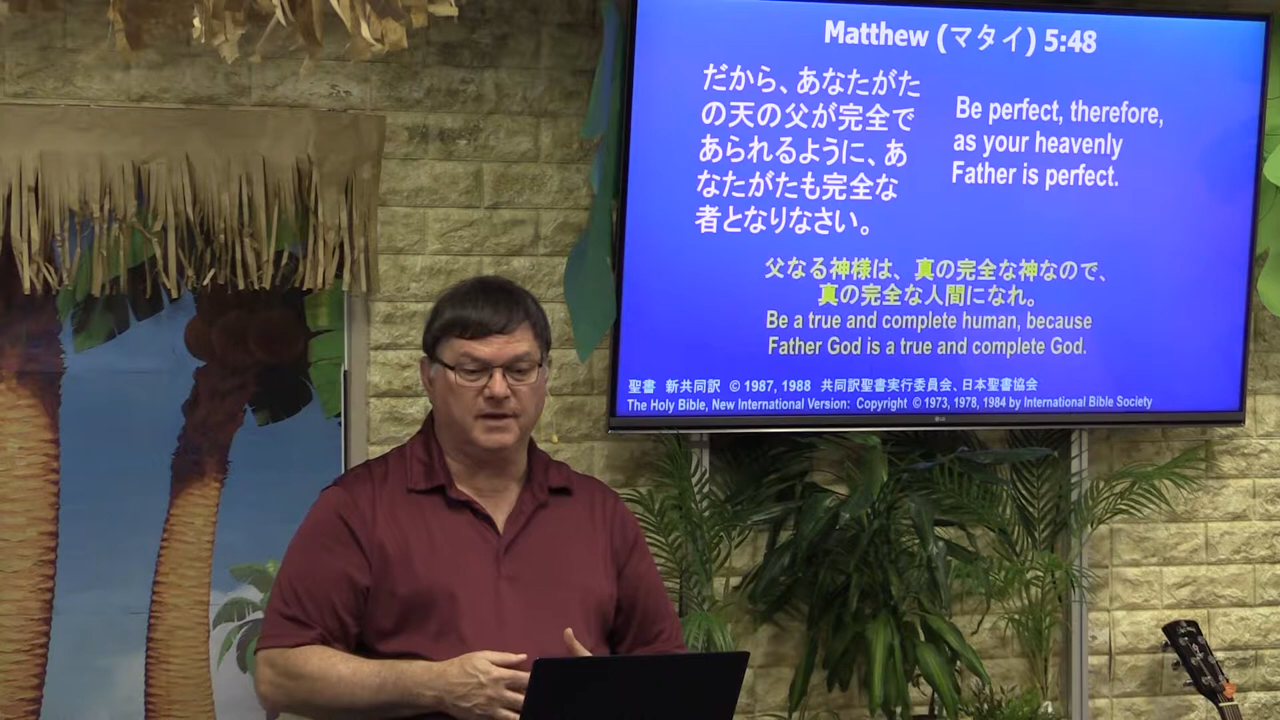 Matthew (マタイ) 5:48
だから、あなたがた
の天の父が完全で
あられるように、あ
なたがたも完全な
者となりなさい。
Be perfect, therefore,
as your heavenly
Father is perfect.
父なる神様は、真の完全な神なので、
真の完全な人間になれ。
Be a true and complete human, because
Father God is a true and complete God.
聖書 新共同訳 © 1987, 1988 共同訳聖書実行委員会、日本聖書協会
The Holy Bible, New International Version: Copyright © 1973, 1978, 1984 by International Bible Society
LG